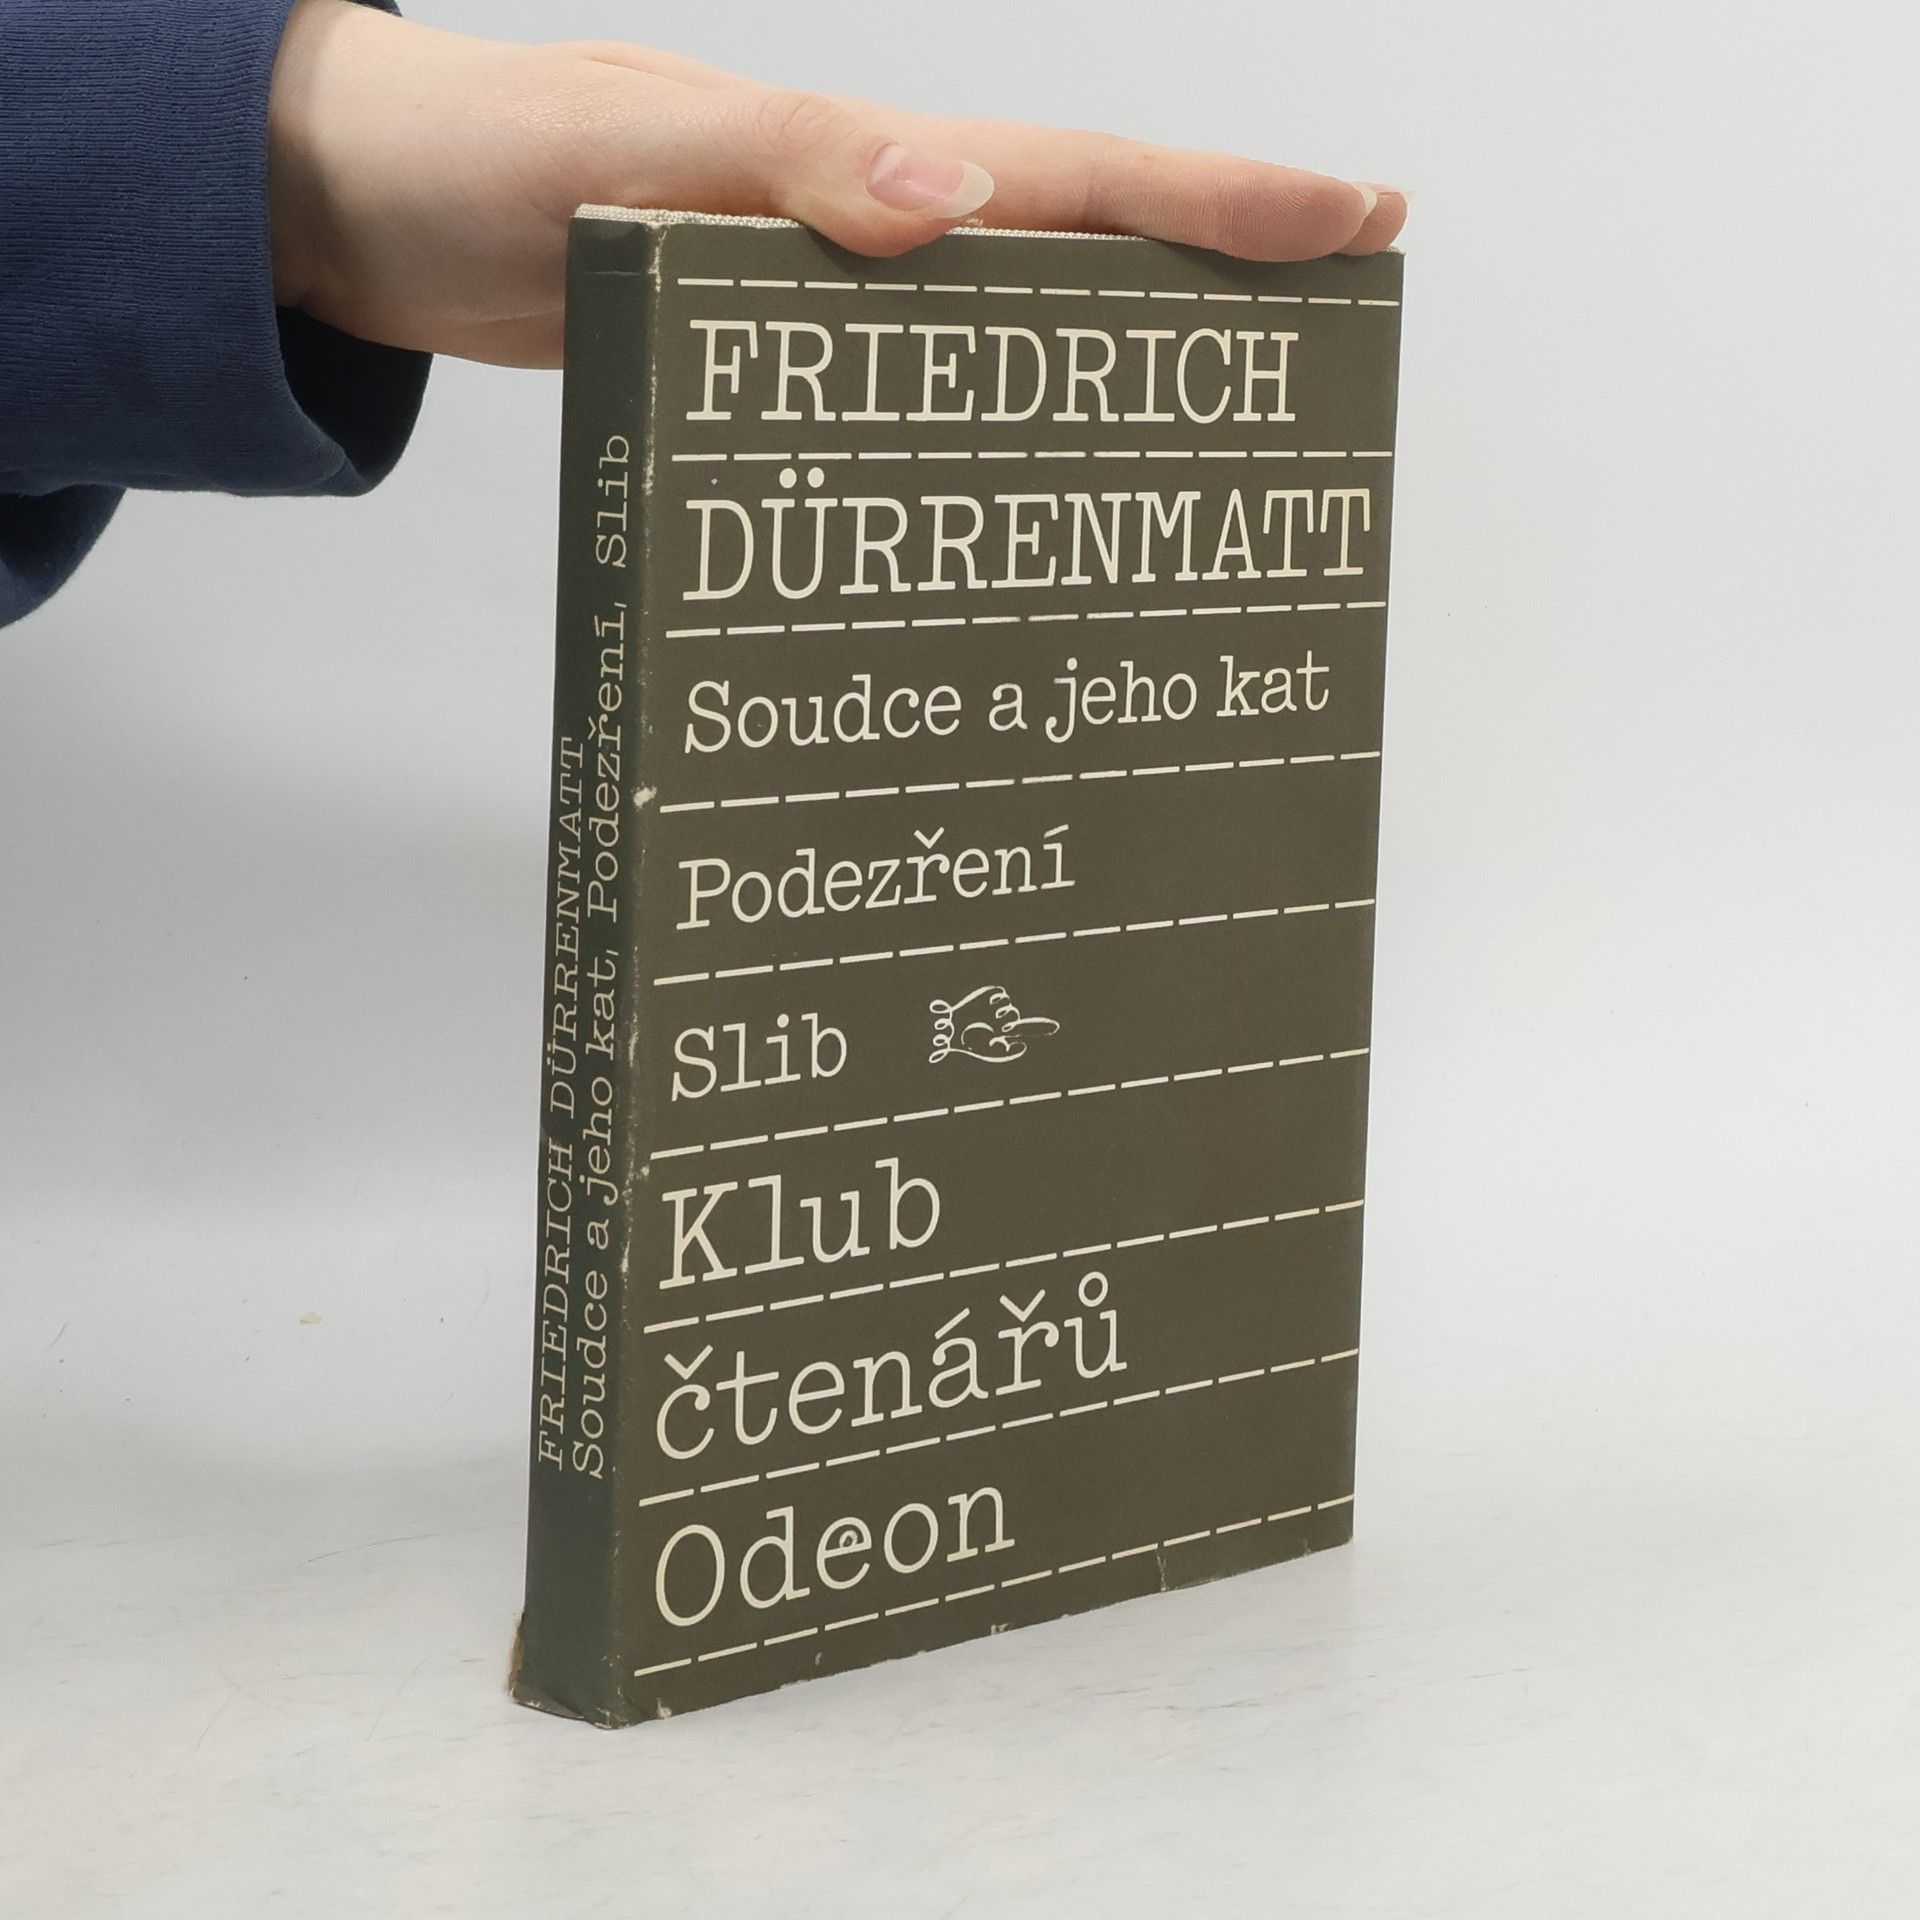 FRIEDRICH
DÜRRENMATT
Soudce a jeho kat
Podezření
Slib
Klub
čtenářů
Odeon
FRIEDRICH DÜRRENMATT
Soudce a jeho kat, Podezření, Slib